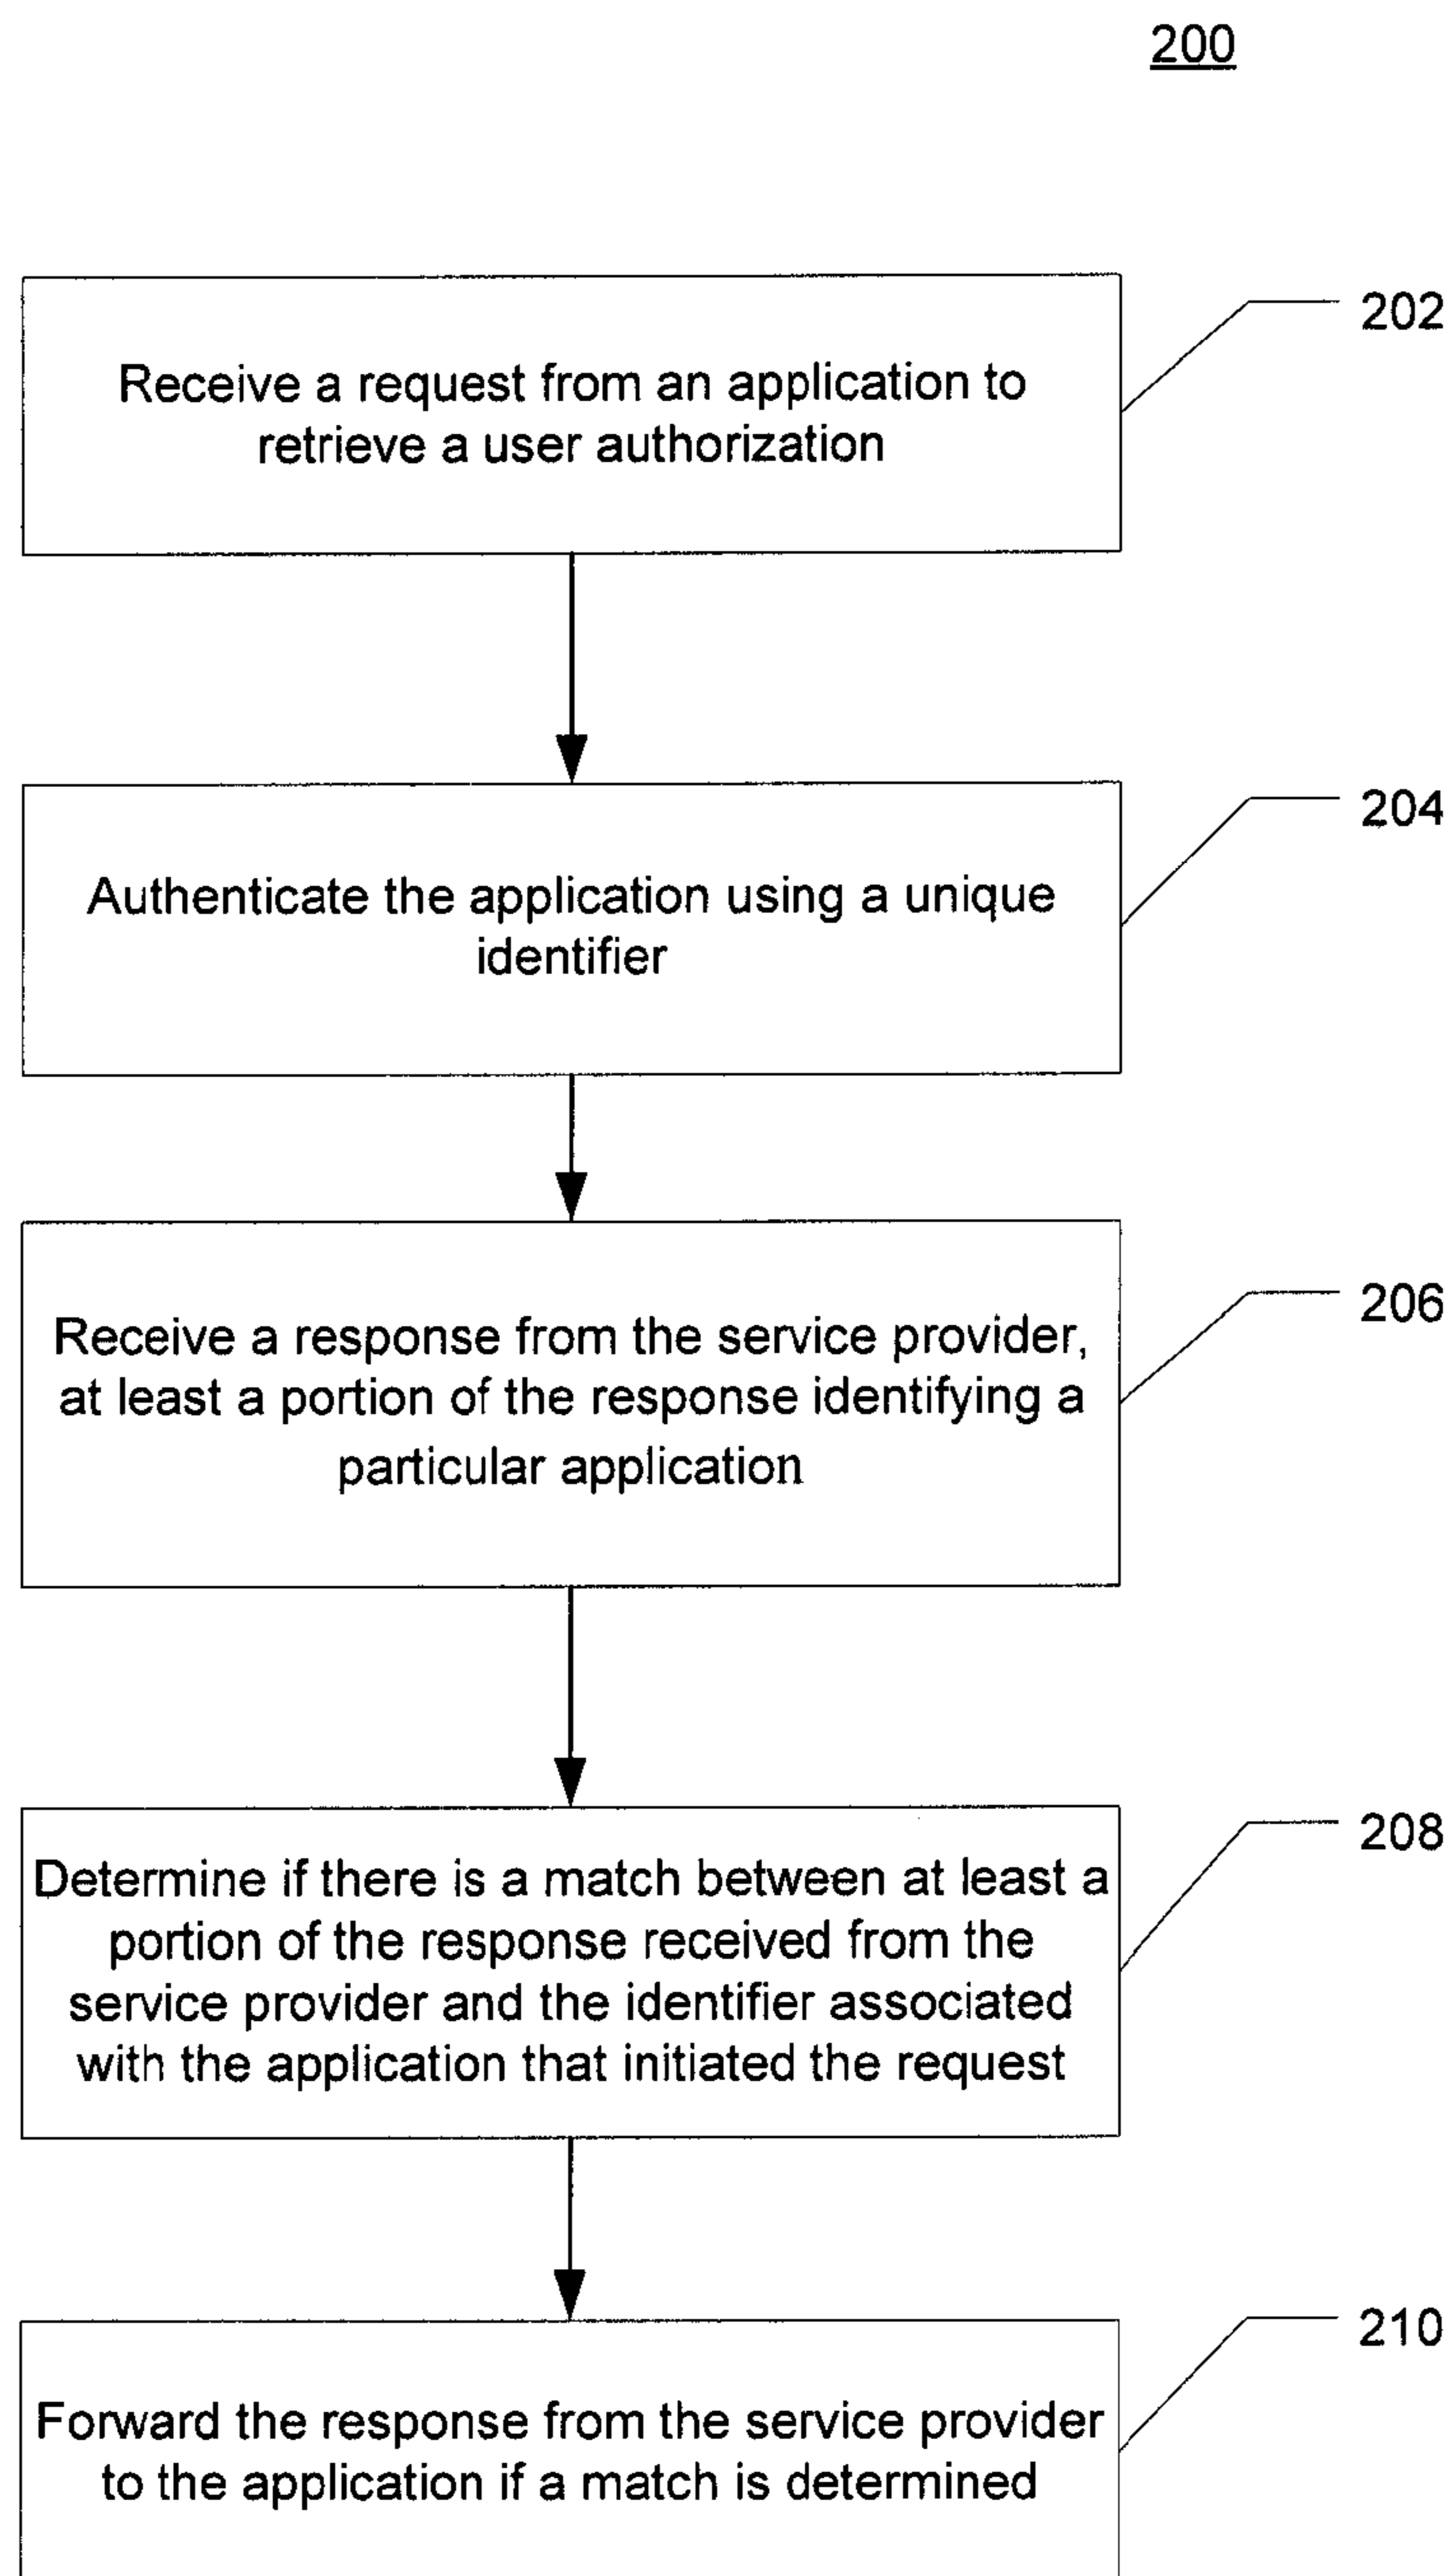 200
202
Receive a request from an application to
retrieve a user authorization
204
Authenticate the application using a unique
identifier
206
Receive a response from the service provider,
at least a portion of the response identifying a
particular application
208
Determine if there is a match between at least a
portion of the response received from the
service provider and the identifier associated
with the application that initiated the request
210
Forward the response from the service provider
to the application if a match is determined